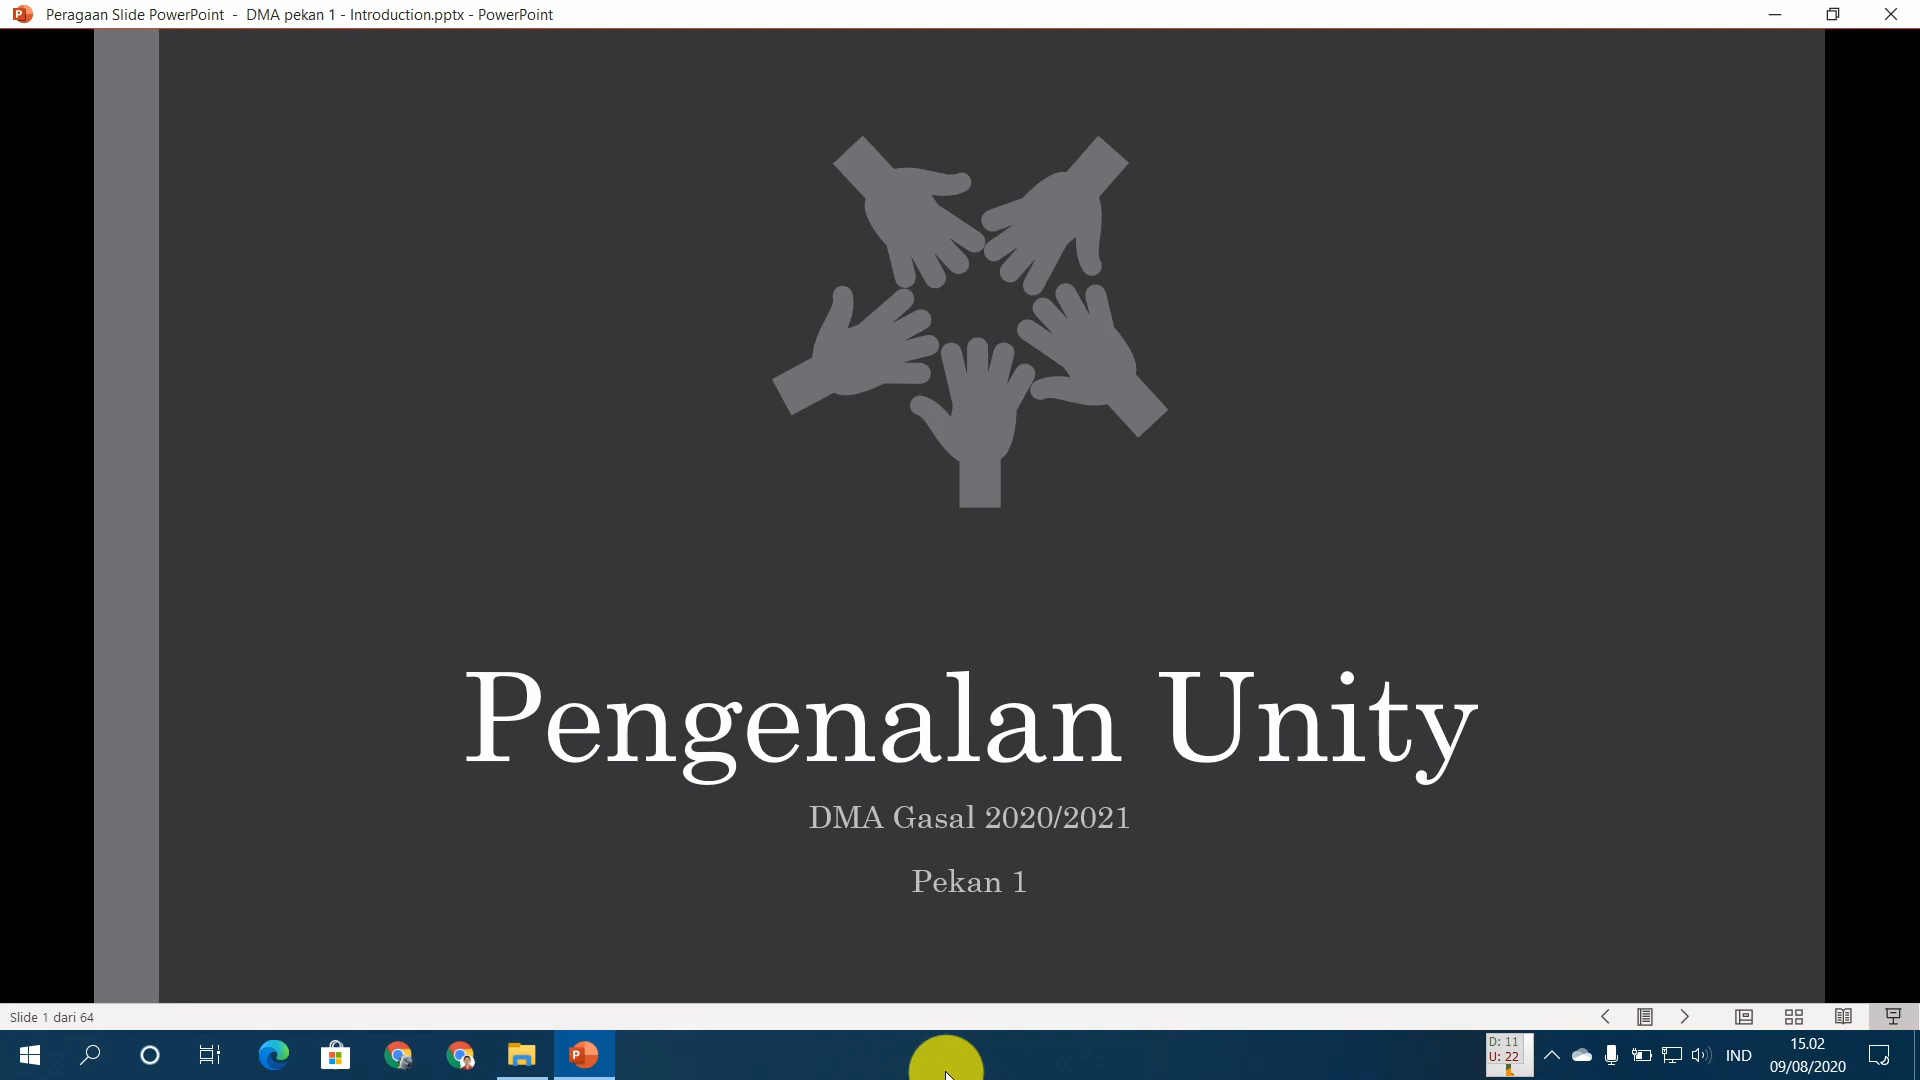 Peragaan Slide PowerPoint - DMA pekan 1 - Introduction.pptx - PowerPoint
Pengenalan Unity
DMA Gasal 2020/2021
Pekan 1
Slide 1 dari 64
D: 11
U: 22
IND
15.02
09/08/2020